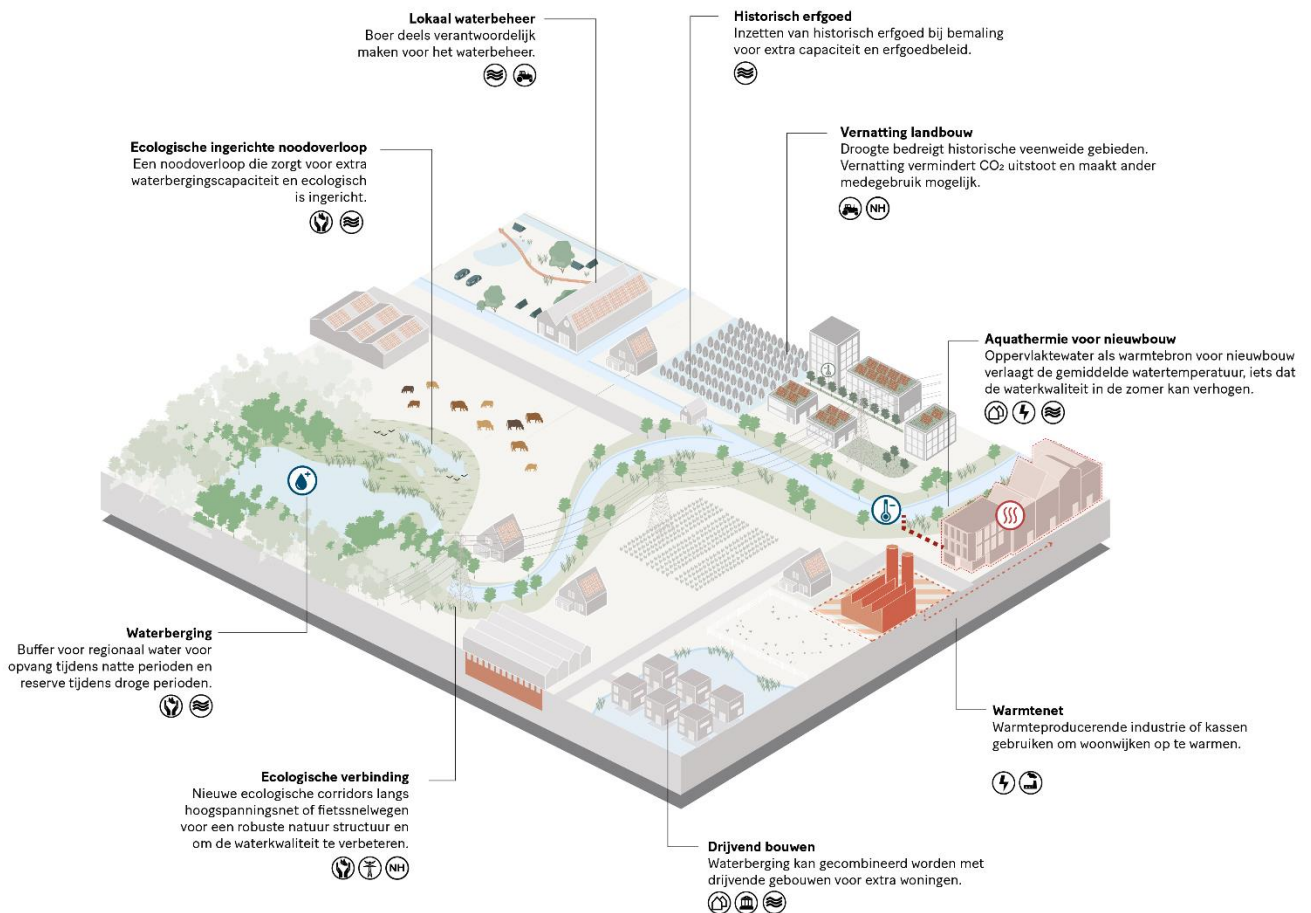 Lokaal waterbeheer
Boer deels verantwoordelijk
maken voor het waterbeheer.
Historisch erfgoed
Inzetten van historisch erfgoed bij bemaling
voor extra capaciteit en erfgoedbeleid.
Ecologische ingerichte noodoverloop
Een noodoverloop die zorgt voor extra
waterbergingscapaciteit en ecologisch
is ingericht.
Vernatting landbouw
Droogte bedreigt historische veenweide gebieden.
Vernatting vermindert CO₂ uitstoot en maakt ander
medegebruik mogelijk.
NH
Aquathermie voor nieuwbouw
Oppervlaktewater als warmtebron voor nieuwbouw
verlaagt de gemiddelde watertemperatuur, iets dat
de waterkwaliteit in de zomer kan verhogen.
Waterberging
Buffer voor regionaal water voor
opvang tijdens natte perioden en
reserve tijdens droge perioden.
Warmtenet
Warmteproducerende industrie of kassen
gebruiken om woonwijken op te warmen.
Ecologische verbinding
Nieuwe ecologische corridors langs
hoogspanningsnet of fietssnelwegen
voor een robuste natuur structuur en
om de waterkwaliteit te verbeteren.
NH
Drijvend bouwen
Waterberging kan gecombineerd worden met
drijvende gebouwen voor extra woningen.